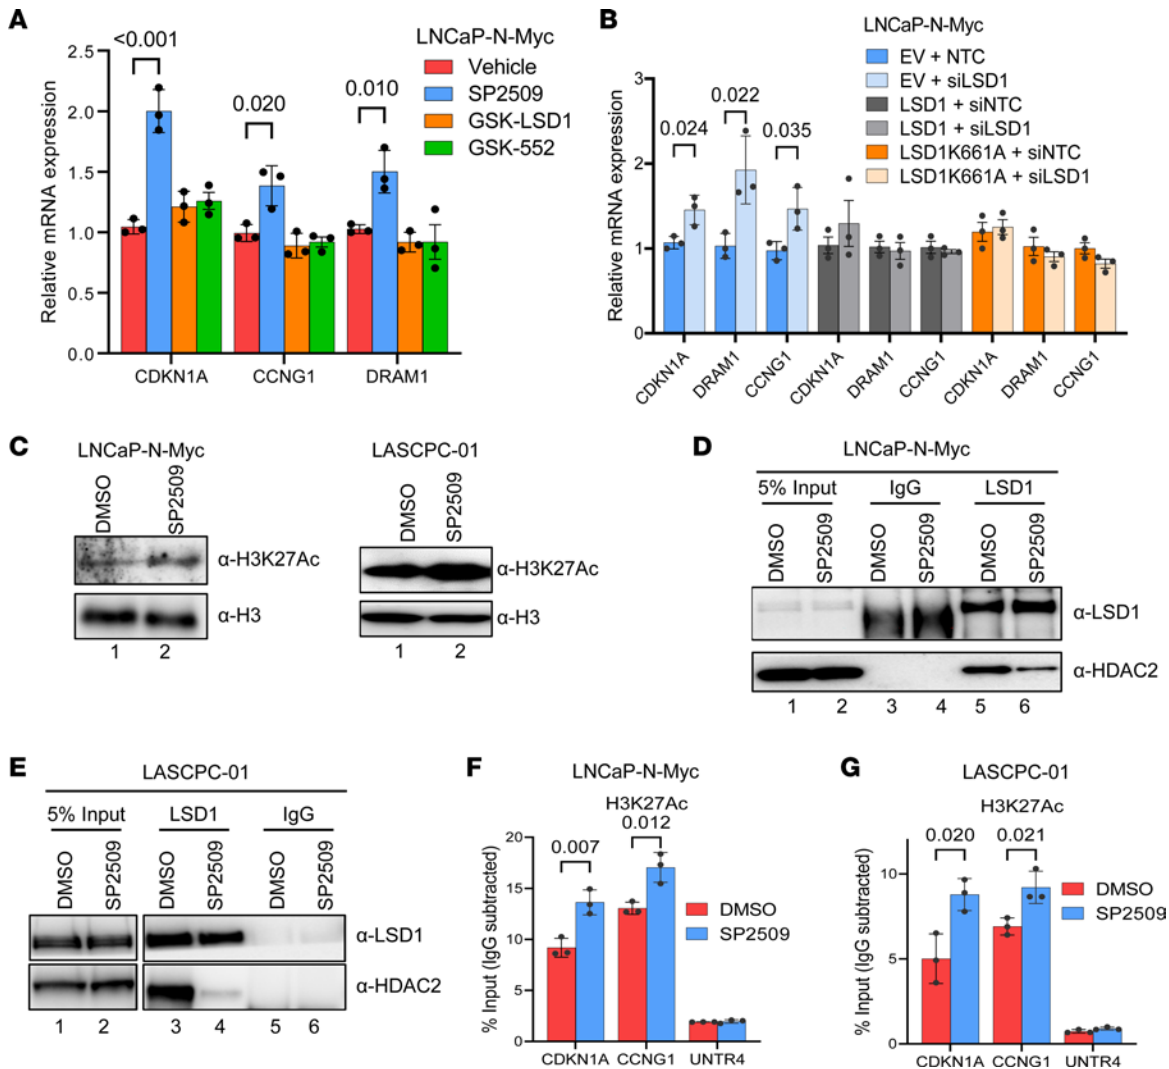 A
LNCaP-N-Myc
Vehicle
SP2509
GSK-LSD1
GSK-552
<0.001
0.020
0.010
Relative mRNA expression
2.5
2.0
1.5
1.0
0.5
0.0
CDKN1A
CCNG1
DRAM1
B
LNCaP-N-Myc
EV + NTC
EV + siLSD1
LSD1 + siNTC
LSD1 + siLSD1
LSD1K661A + siNTC
LSD1K661A + siLSD1
0.024
0.022
0.035
Relative mRNA expression
3
2
1
0
CDKN1A
DRAM1
CCNG1
CDKN1A
DRAM1
CCNG1
CDKN1A
DRAM1
CCNG1
C
LNCaP-N-Myc
DMSO
SP2509
α-H3K27Ac
α-H3
1 2
LASCPC-01
DMSO
SP2509
α-H3K27Ac
α-H3
1 2
D
LNCaP-N-Myc
5% Input IgG LSD1
DMSO SP2509 DMSO SP2509 DMSO SP2509
α-LSD1
α-HDAC2
1 2 3 4 5 6
E
LASCPC-01
5% Input LSD1 IgG
DMSO SP2509 DMSO SP2509 DMSO SP2509
α-LSD1
α-HDAC2
1 2 3 4 5 6
F
LNCaP-N-Myc
H3K27Ac
0.007
0.012
DMSO
SP2509
% Input (IgG subtracted)
20
15
10
5
0
CDKN1A
CCNG1
UNTR4
G
LASCPC-01
H3K27Ac
0.020
0.021
DMSO
SP2509
% Input (IgG subtracted)
10
5
0
CDKN1A
CCNG1
UNTR4